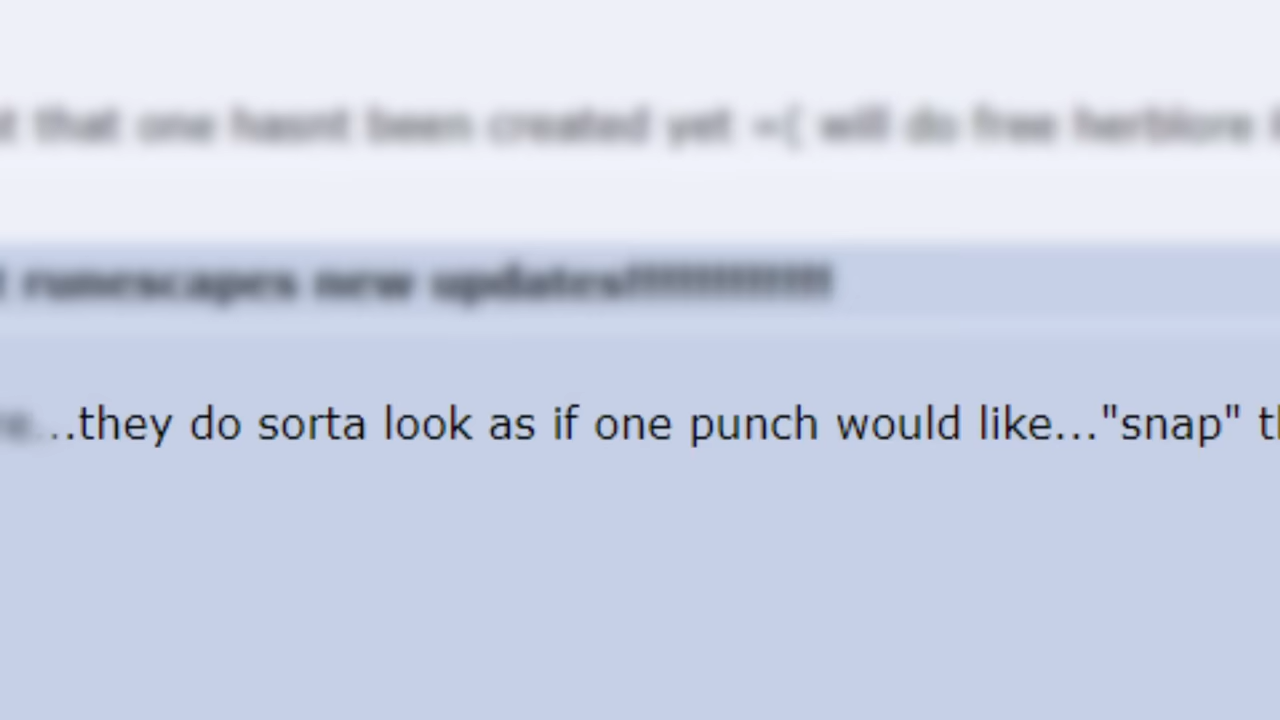 that one hasnt been created yet =( will do free herblore
runescapes new updates!!!!!!!!!!!!
...they do sorta look as if one punch would like..."snap"